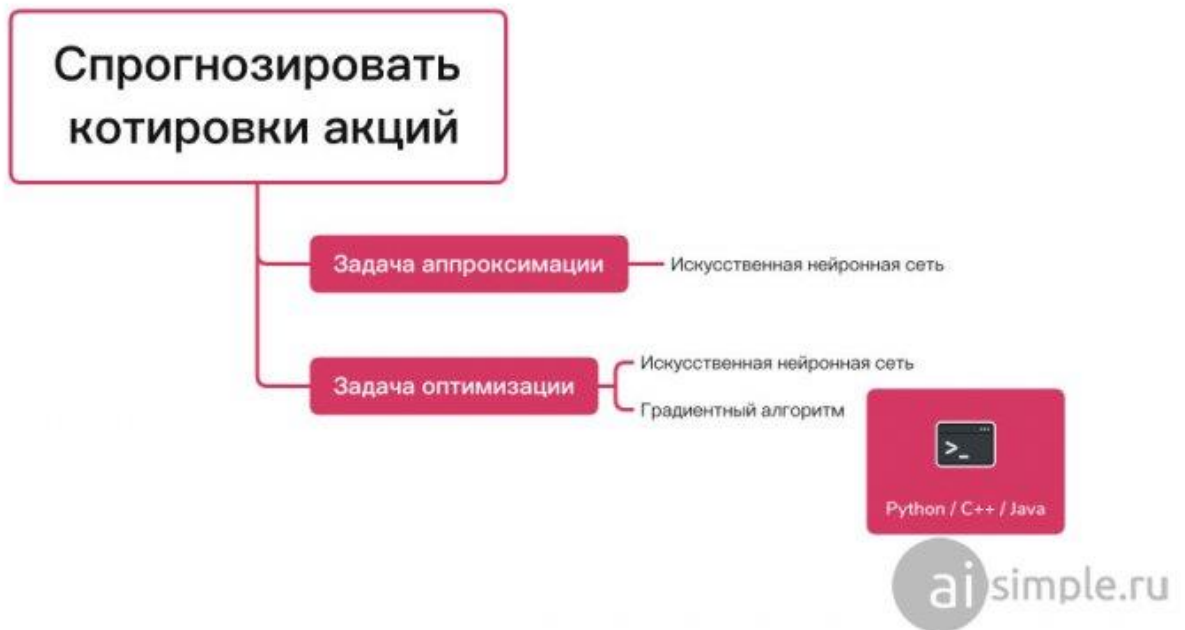 Спрогнозировать
котировки акций
Задача аппроксимации
Искусственная нейронная сеть
Задача оптимизации
Искусственная нейронная сеть
Градиентный алгоритм
>_
Python / C++ / Java
ai simple.ru